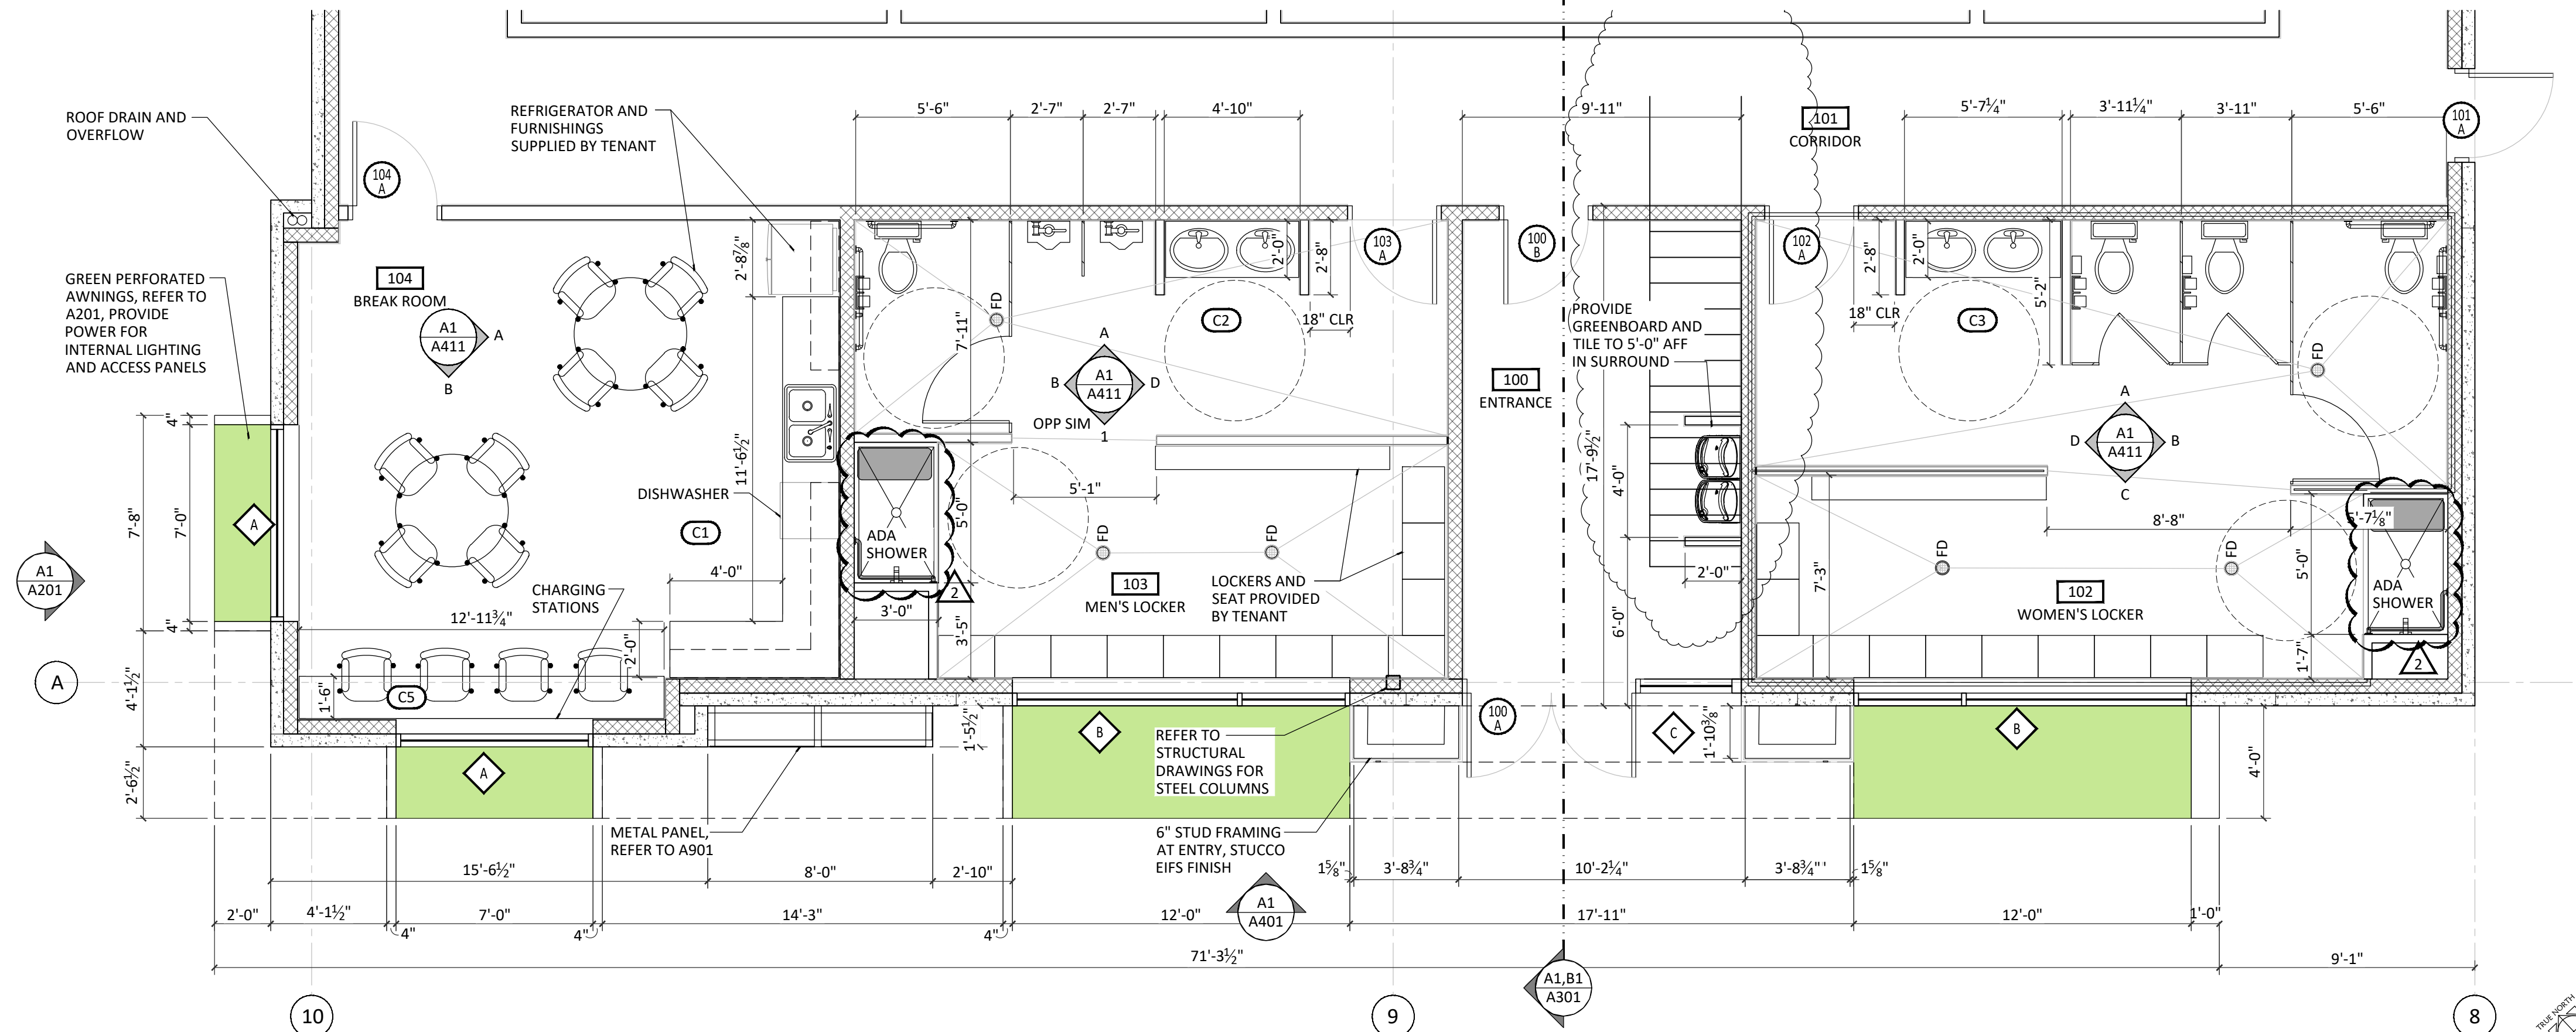 ROOF DRAIN AND
OVERFLOW
REFRIGERATOR AND
FURNISHINGS
SUPPLIED BY TENANT
5'-6"
2'-7"
2'-7"
4'-10"
9'-11"
101
CORRIDOR
5'-7¼"
3'-11¼"
3'-11"
5'-6"
101
A
104
A
GREEN PERFORATED
AWNINGS, REFER TO
A201, PROVIDE
POWER FOR
INTERNAL LIGHTING
AND ACCESS PANELS
104
BREAK ROOM
A1
A411
A
B
2'-8⅞"
11'-6½"
7'-11"
FD
C2
2'-0"
2'-8"
18" CLR
103
A
100
B
102
A
2'-8"
2'-0"
18" CLR
C3
5'-2"
FD
A
B
A1
A411
D
OPP SIM
1
100
ENTRANCE
PROVIDE
GREENBOARD AND
TILE TO 5'-0" AFF
IN SURROUND
17'-9½"
4'-0"
2'-0"
6'-0"
A
D
A1
A411
B
C
4"
7'-0"
4"
7'-8"
A
A1
A201
DISHWASHER
C1
4'-0"
CHARGING
STATIONS
12'-11¾"
2'-0"
1'-6"
C5
ADA
SHOWER
5'-0"
3'-0"
2
3'-5"
5'-1"
FD
FD
103
MEN'S LOCKER
LOCKERS AND
SEAT PROVIDED
BY TENANT
7'-3"
FD
FD
8'-8"
5'-7⅛"
5'-0"
102
WOMEN'S LOCKER
ADA
SHOWER
1'-7"
2
A
4'-1½"
2'-6½"
A
1'-5½"
B
REFER TO
STRUCTURAL
DRAWINGS FOR
STEEL COLUMNS
100
A
C
1'-10⅜"
B
4'-0"
METAL PANEL,
REFER TO A901
6" STUD FRAMING
AT ENTRY, STUCCO
EIFS FINISH
15'-6½"
8'-0"
2'-10"
1⅝"
3'-8¾"
10'-2¼"
3'-8¾"
1⅝"
2'-0"
4'-1½"
4"
7'-0"
4"
14'-3"
4"
12'-0"
A1
A401
17'-11"
12'-0"
1'-0"
71'-3½"
9'-1"
A1,B1
A301
10
9
8
TRUE NORTH